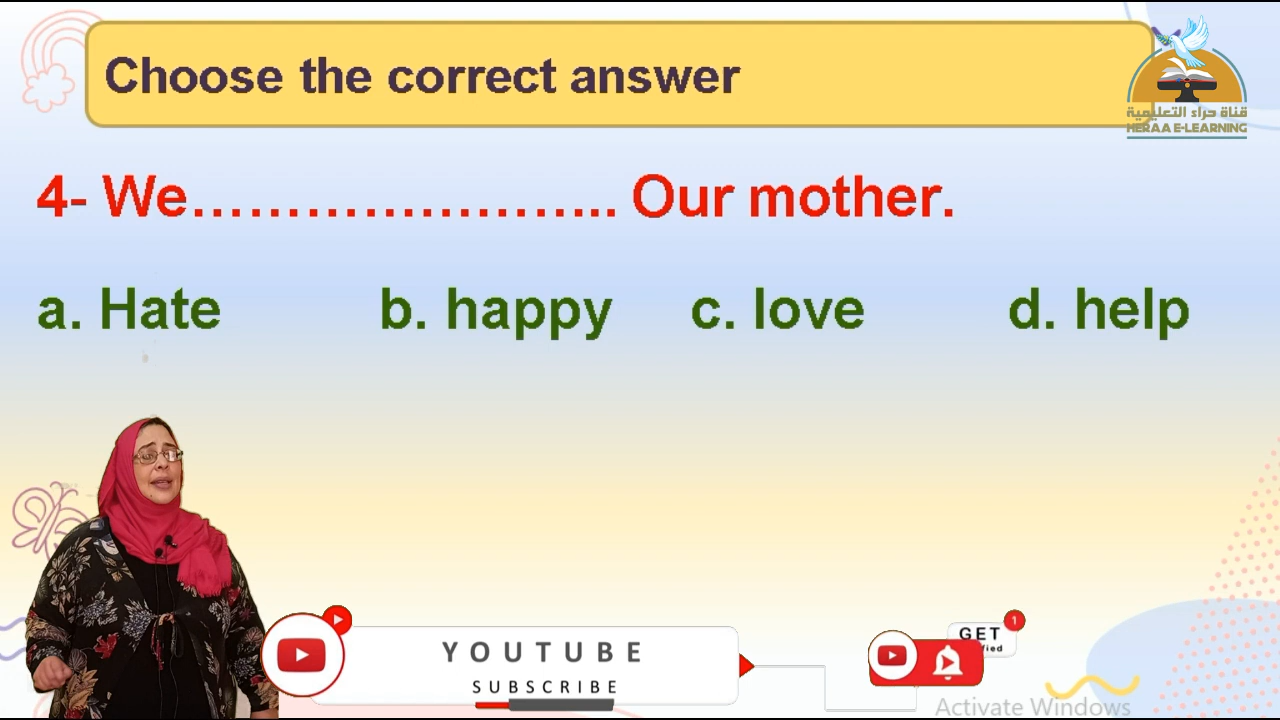 Choose the correct answer
قناة حراء التعليمية
HERAA E-LEARNING
4- We………………….. Our mother.
a. Hate b. happy c. love d. help
YOUTUBE
SUBSCRIBE
GET
1
Activate Windows